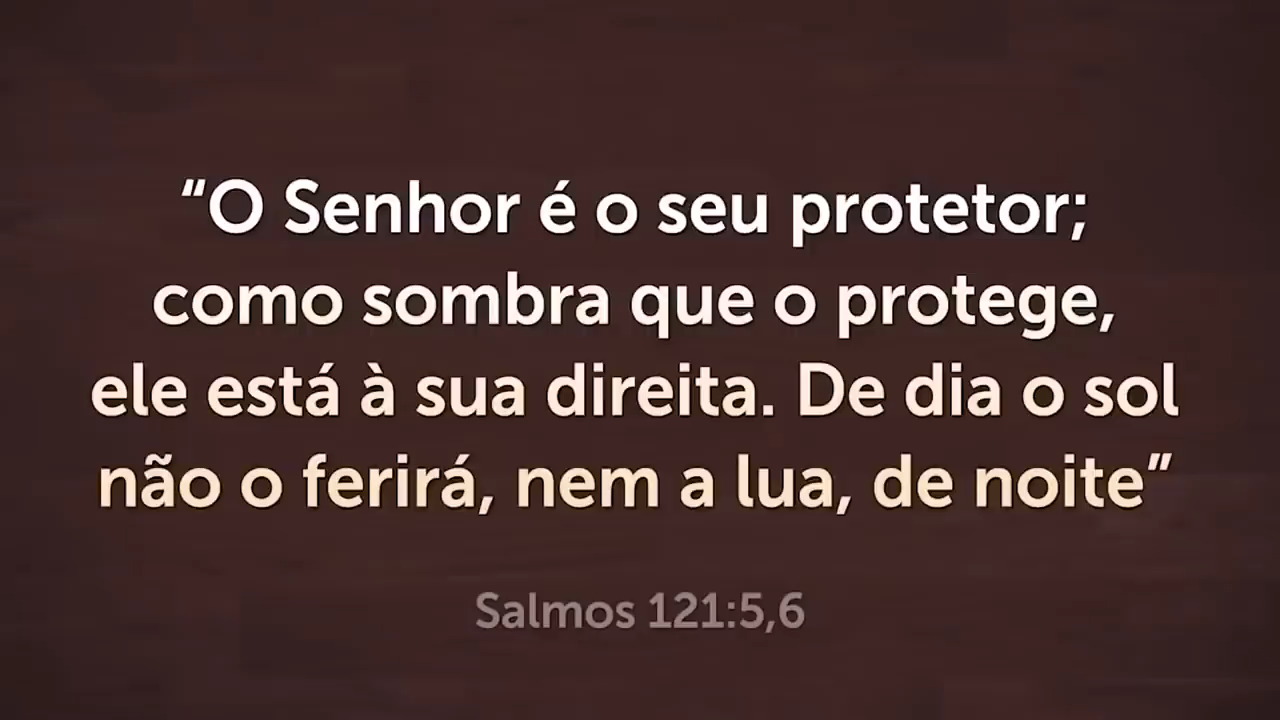 “O Senhor é o seu protetor;
como sombra que o protege,
ele está à sua direita. De dia o sol
não o ferirá, nem a lua, de noite”
Salmos 121:5,6